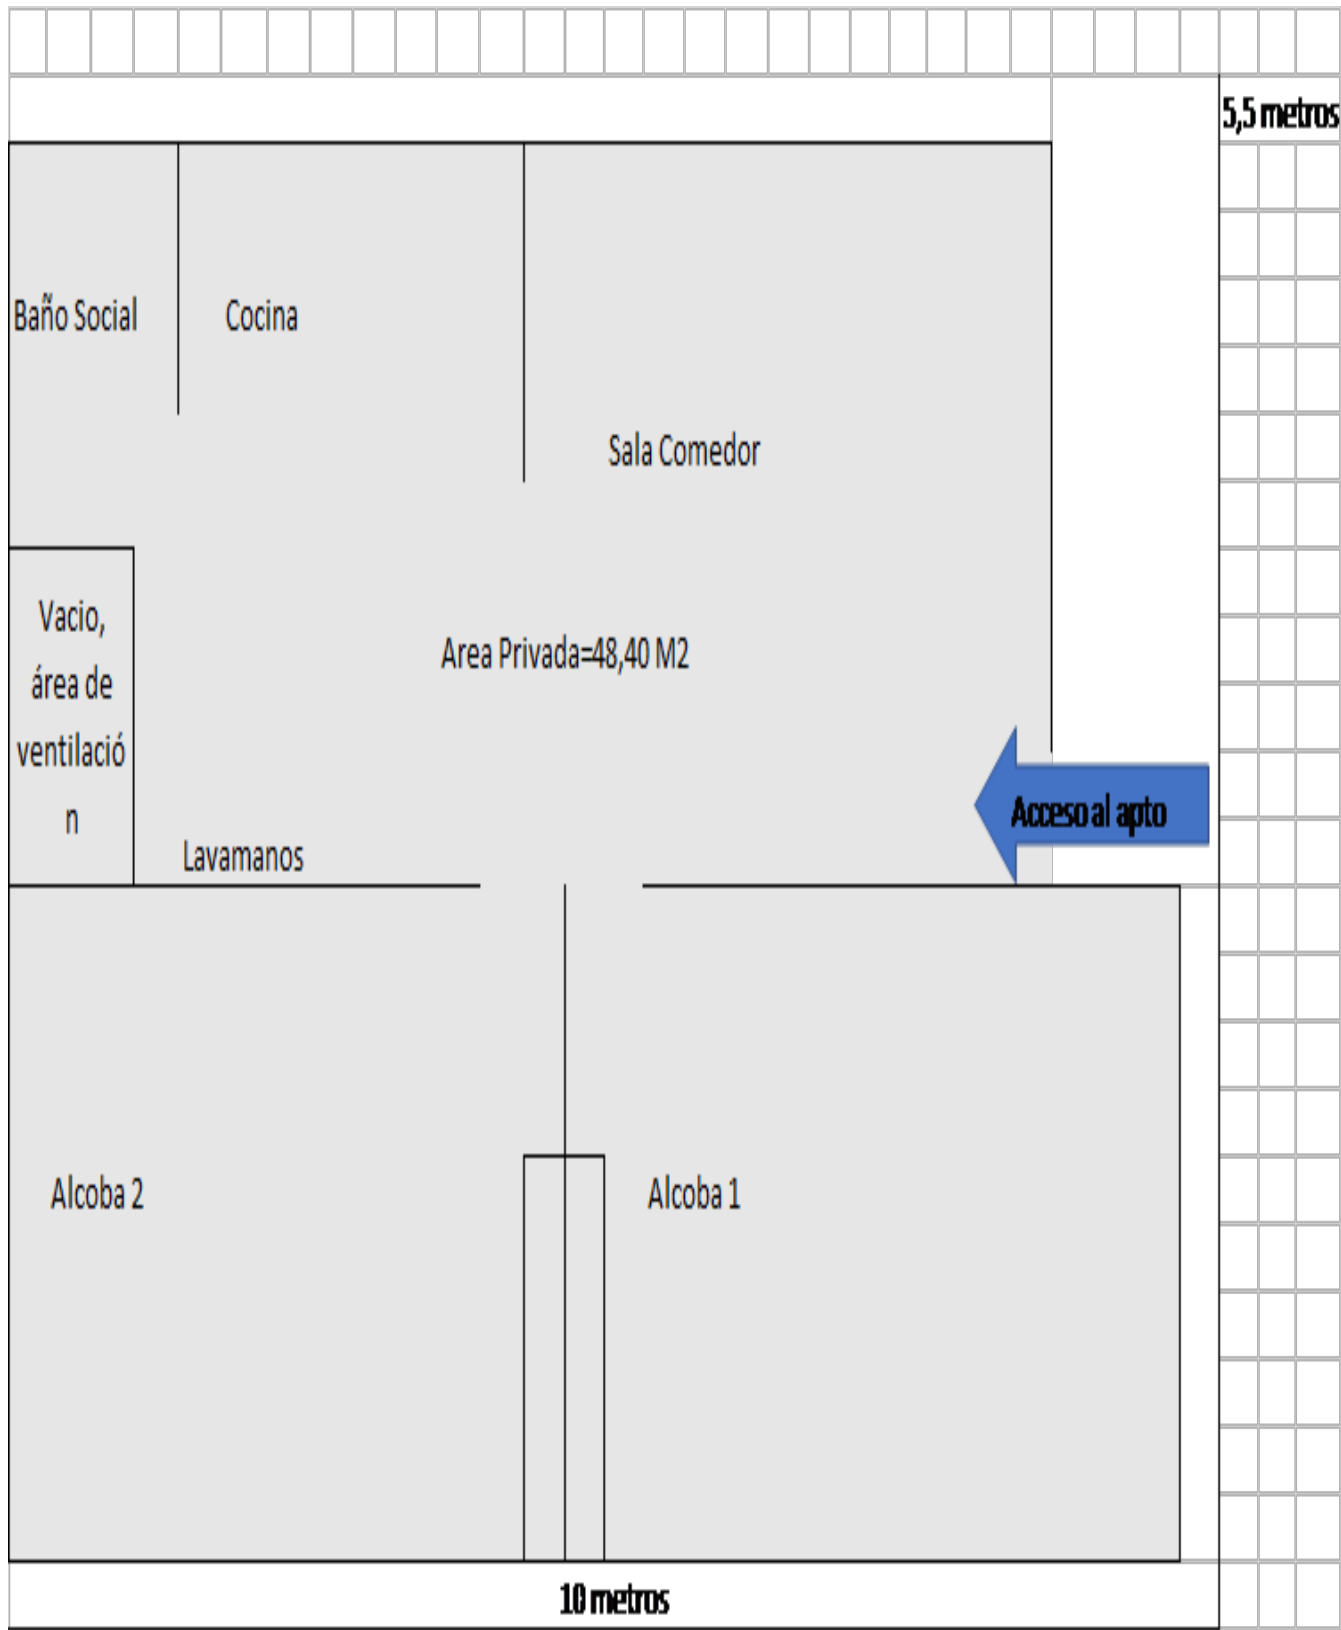 5,5 metros
Baño Social
Cocina
Sala Comedor
Vacio,
área de
ventilació
n
Area Privada=48,40 M2
Acceso al apto
Lavamanos
Alcoba 2
Alcoba 1
10 metros